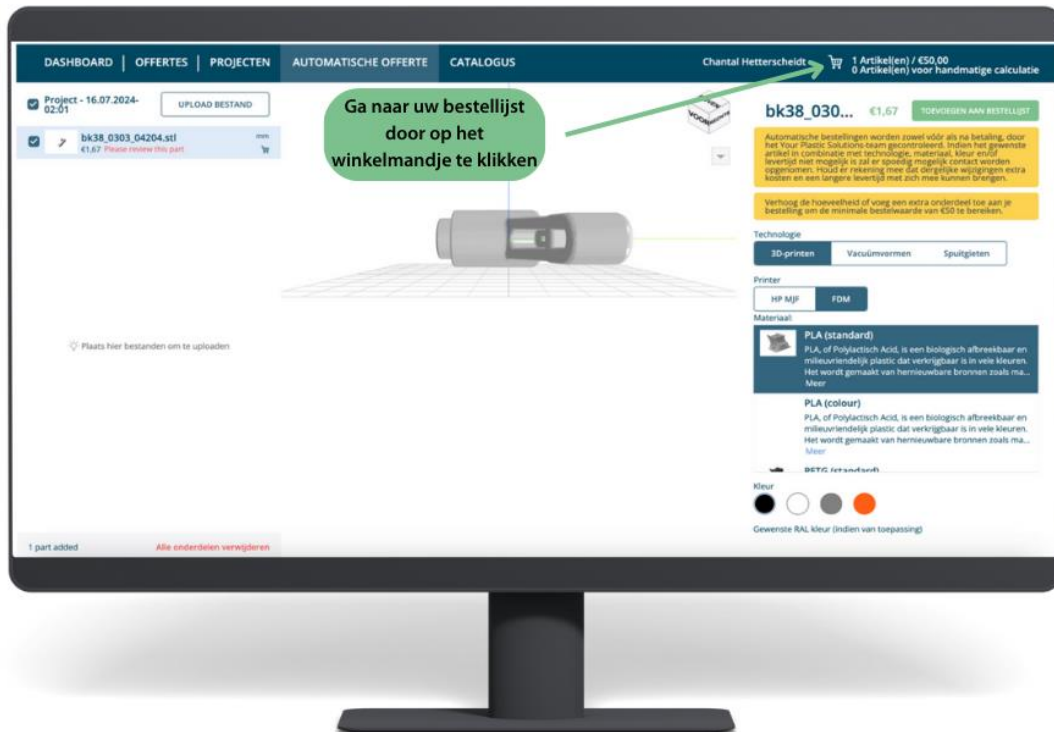 DASHBOARD | OFFERTES | PROJECTEN AUTOMATISCHE OFFERTE CATALOGUS
Chantal Hetterscheidt
1 Artikel(en) / €50,00
0 Artikel(en) voor handmatige calculatie
Project - 16.07.2024-
02:01
UPLOAD BESTAND
bk38_0303_04204.stl mm
€1,67 Please review this part
Plaats hier bestanden om te uploaden
1 part added Alle onderdelen verwijderen
Ga naar uw bestellijst
door op het
winkelmandje te klikken
bk38_030... €1,67 TOEVOEGEN AAN BESTELLIJST
Automatische bestellingen worden zowel vóór als na betaling, door
het Your Plastic Solutions-team gecontroleerd. Indien het gewenste
artikel in combinatie met technologie, materiaal, kleur en/of
levertijd niet mogelijk is zal er spoedig mogelijk contact worden
opgenomen. Houd er rekening mee dat dergelijke wijzigingen extra
kosten en een langere levertijd met zich mee kunnen brengen.
Verhoog de hoeveelheid of voeg een extra onderdeel toe aan je
bestelling om de minimale bestelwaarde van €50 te bereiken.
Technologie
3D-printen Vacuümvormen Spuitgieten
Printer
HP MJF FDM
Materiaal:
PLA (standard)
PLA, of Polylactisch Acid, is een biologisch afbreekbaar en
milieuvriendelijk plastic dat verkrijgbaar is in vele kleuren.
Het wordt gemaakt van hernieuwbare bronnen zoals ma...
Meer
PLA (colour)
PLA, of Polylactisch Acid, is een biologisch afbreekbaar en
milieuvriendelijk plastic dat verkrijgbaar is in vele kleuren.
Het wordt gemaakt van hernieuwbare bronnen zoals ma...
Meer
PETG (standard)
Kleur
Gewenste RAL kleur (indien van toepassing)